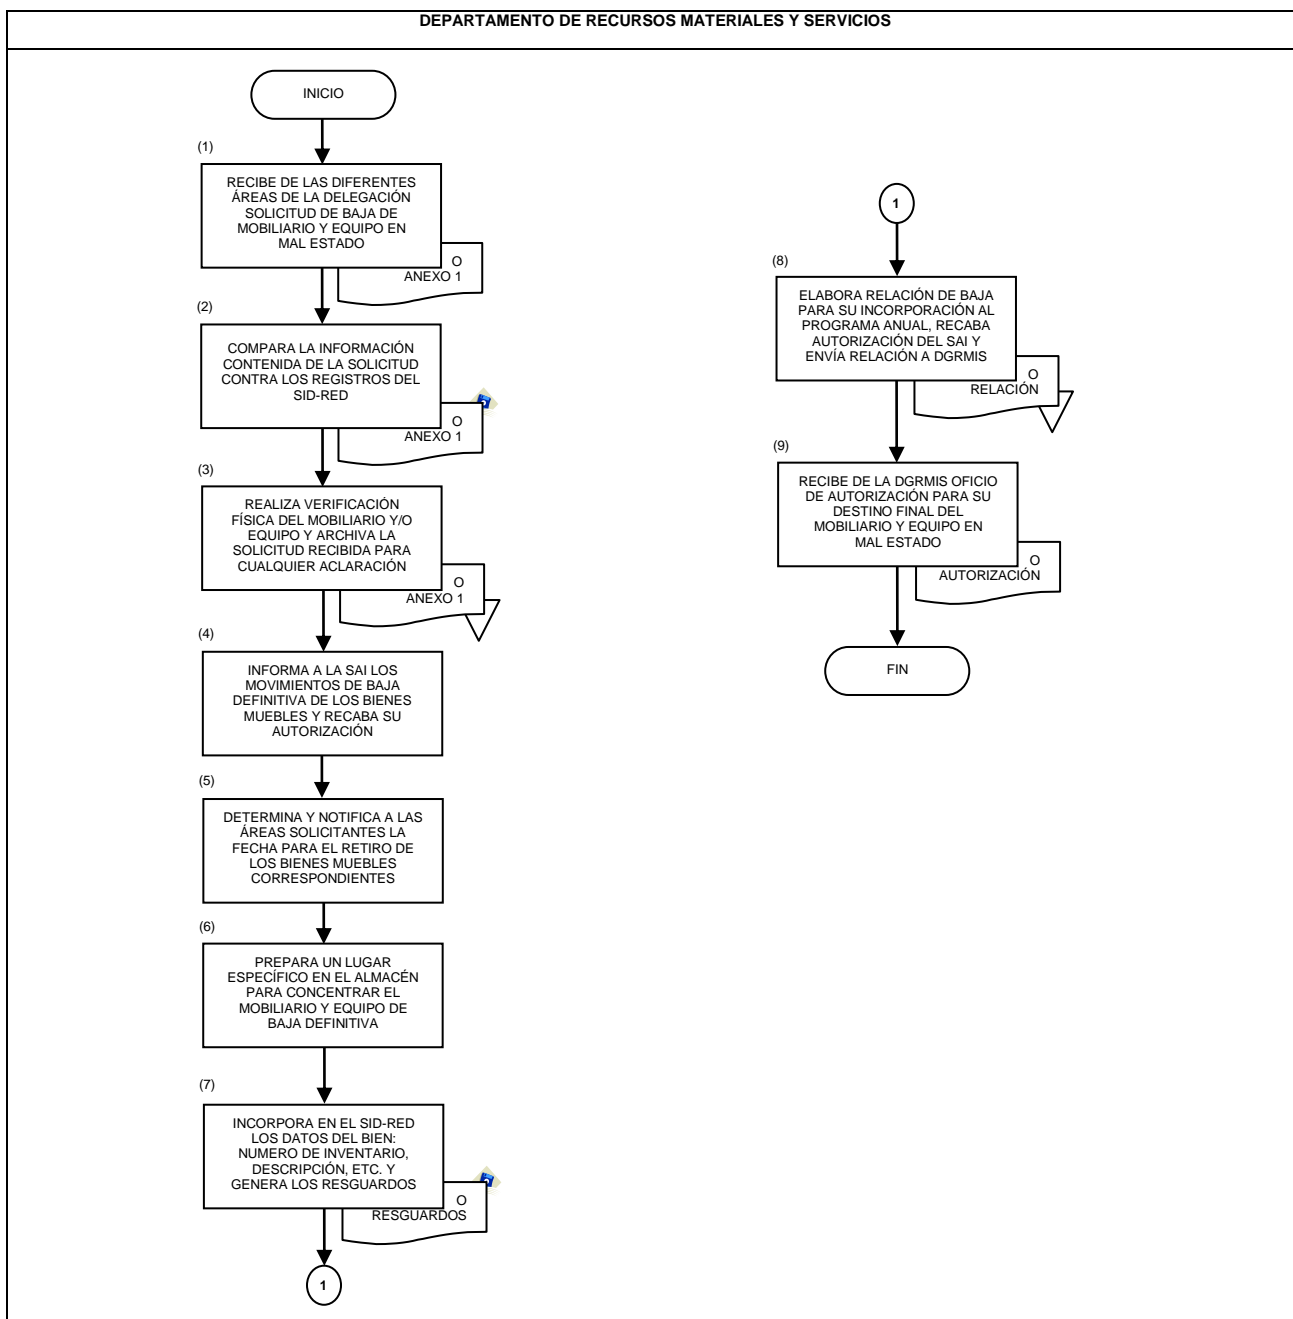 DEPARTAMENTO DE RECURSOS MATERIALES Y SERVICIOS
INICIO
(1)
RECIBE DE LAS DIFERENTES
ÁREAS DE LA DELEGACIÓN
SOLICITUD DE BAJA DE
MOBILIARIO Y EQUIPO EN
MAL ESTADO
O
ANEXO 1
(2)
COMPARA LA INFORMACIÓN
CONTENIDA DE LA SOLICITUD
CONTRA LOS REGISTROS DEL
SID-RED
O
ANEXO 1
(3)
REALIZA VERIFICACIÓN
FÍSICA DEL MOBILIARIO Y/O
EQUIPO Y ARCHIVA LA
SOLICITUD RECIBIDA PARA
CUALQUIER ACLARACIÓN
O
ANEXO 1
(4)
INFORMA A LA SAI LOS
MOVIMIENTOS DE BAJA
DEFINITIVA DE LOS BIENES
MUEBLES Y RECABA SU
AUTORIZACIÓN
(5)
DETERMINA Y NOTIFICA A LAS
ÁREAS SOLICITANTES LA
FECHA PARA EL RETIRO DE
LOS BIENES MUEBLES
CORRESPONDIENTES
(6)
PREPARA UN LUGAR
ESPECÍFICO EN EL ALMACÉN
PARA CONCENTRAR EL
MOBILIARIO Y EQUIPO DE
BAJA DEFINITIVA
(7)
INCORPORA EN EL SID-RED
LOS DATOS DEL BIEN:
NUMERO DE INVENTARIO,
DESCRIPCIÓN, ETC. Y
GENERA LOS RESGUARDOS
O
RESGUARDOS
1
1
(8)
ELABORA RELACIÓN DE BAJA
PARA SU INCORPORACIÓN AL
PROGRAMA ANUAL, RECABA
AUTORIZACIÓN DEL SAI Y
ENVÍA RELACIÓN A DGRMIS
O
RELACIÓN
(9)
RECIBE DE LA DGRMIS OFICIO
DE AUTORIZACIÓN PARA SU
DESTINO FINAL DEL
MOBILIARIO Y EQUIPO EN
MAL ESTADO
O
AUTORIZACIÓN
FIN